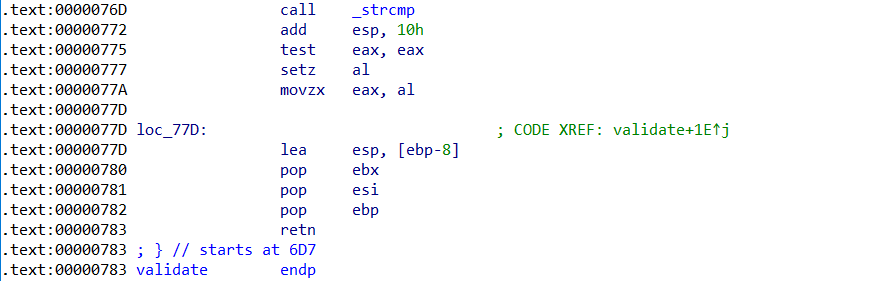 .text:0000076D call _strcmp
.text:00000772 add esp, 10h
.text:00000775 test eax, eax
.text:00000777 setz al
.text:0000077A movzx eax, al
.text:0000077D
.text:0000077D loc_77D: ; CODE XREF: validate+1E↑j
.text:0000077D lea esp, [ebp-8]
.text:00000780 pop ebx
.text:00000781 pop esi
.text:00000782 pop ebp
.text:00000783 retn
.text:00000783 ; } // starts at 6D7
.text:00000783 validate endp